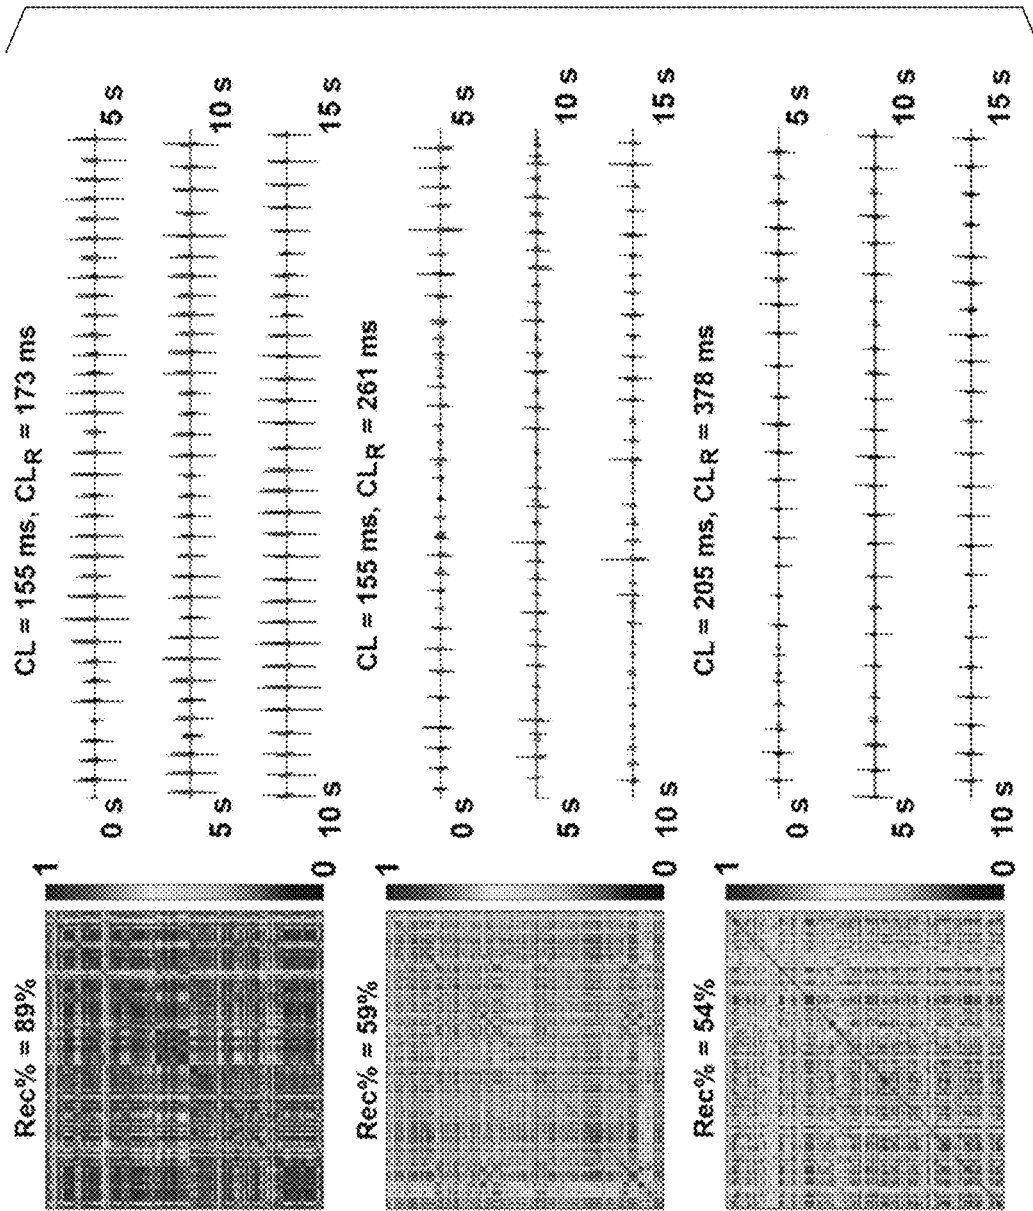 Rec% = 89%
1
0
CL = 155 ms, CL_R = 173 ms
0 s
5 s
5 s
10 s
10 s
15 s
Rec% = 59%
1
0
CL = 155 ms, CL_R = 261 ms
0 s
5 s
5 s
10 s
10 s
15 s
Rec% = 54%
1
0
CL = 205 ms, CL_R = 378 ms
0 s
5 s
5 s
10 s
10 s
15 s